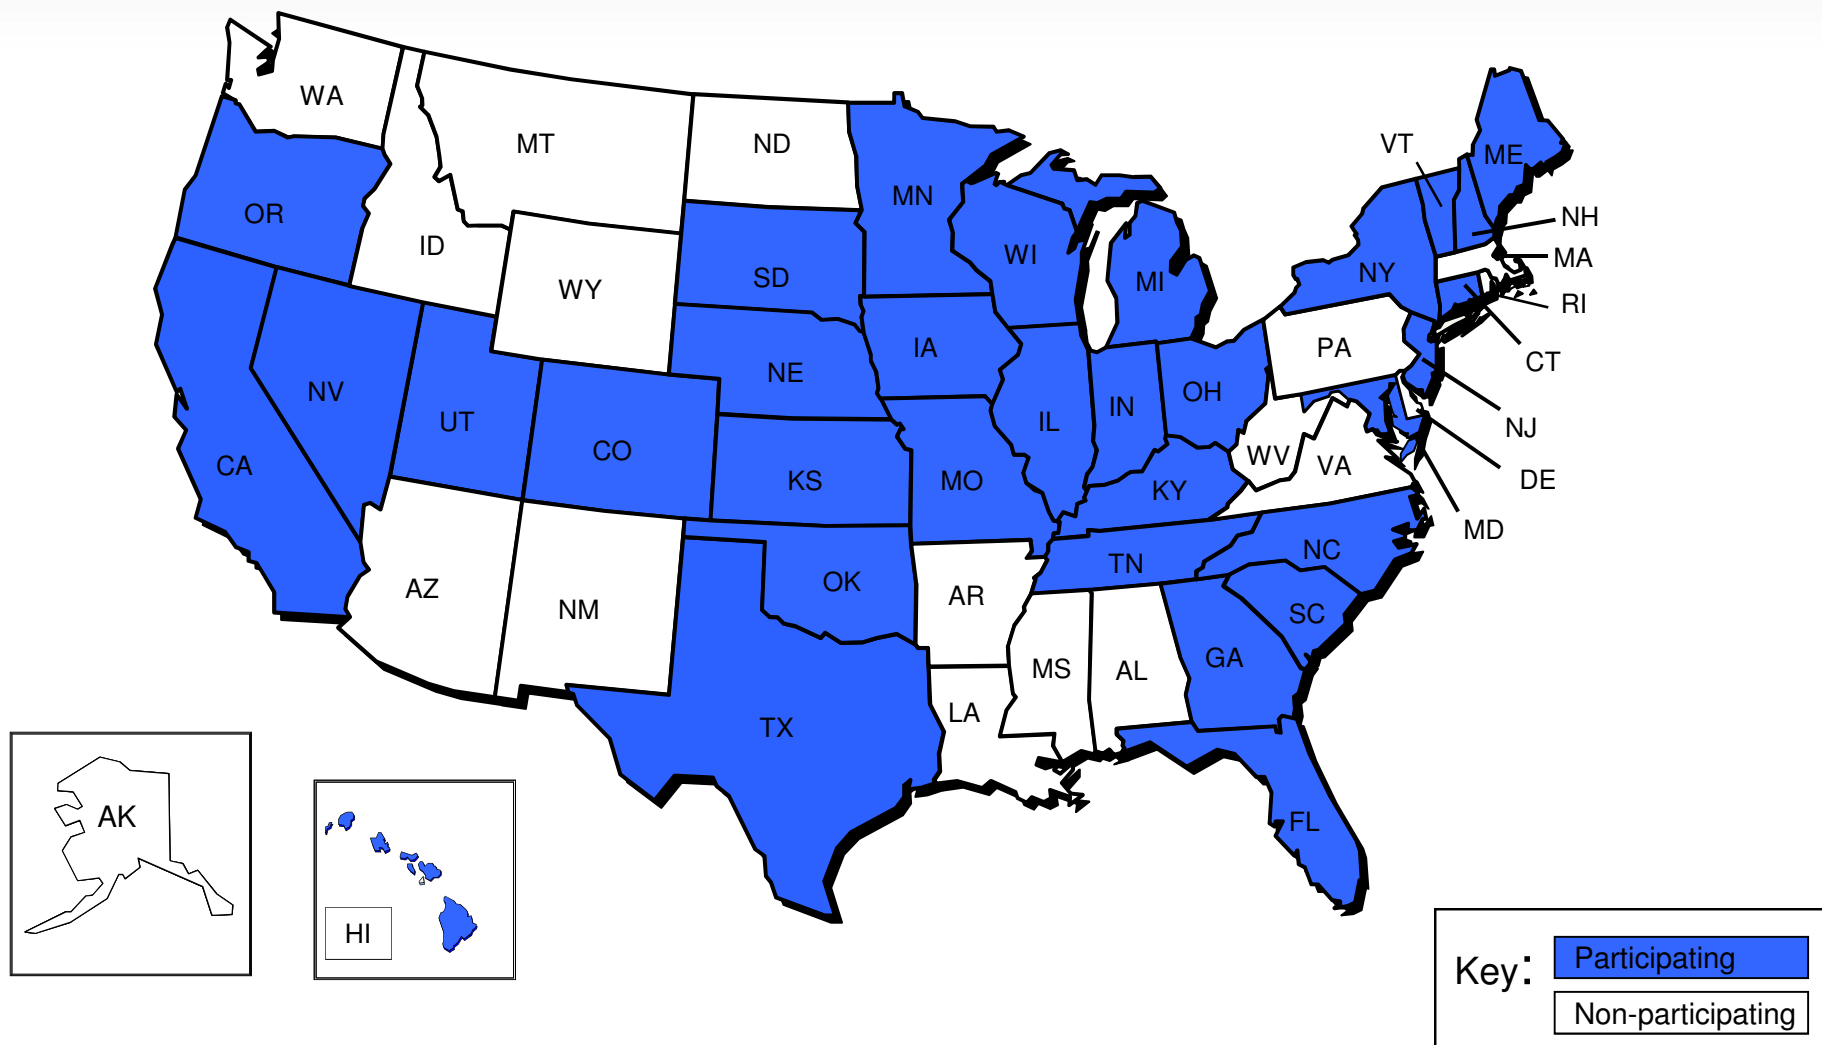 WA
MT
ND
MN
VT
ME
OR
ID
WY
SD
WI
MI
NY
NH
MA
RI
CT
NV
UT
CO
NE
IA
IL
IN
OH
PA
NJ
CA
KS
MO
KY
WV
VA
DE
MD
AZ
NM
OK
AR
TN
NC
SC
TX
LA
MS
AL
GA
FL
AK
HI
Key:
Participating
Non-participating